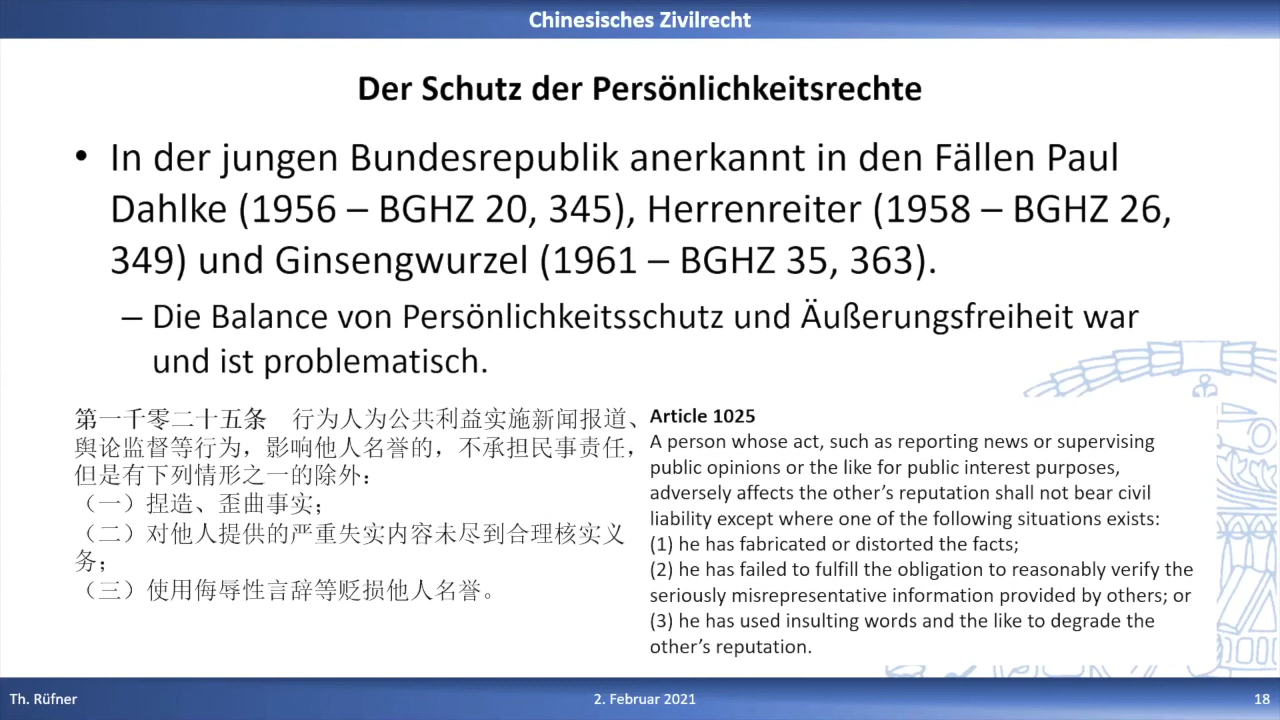 Chinesisches Zivilrecht
Der Schutz der Persönlichkeitsrechte
• In der jungen Bundesrepublik anerkannt in den Fällen Paul
Dahlke (1956 – BGHZ 20, 345), Herrenreiter (1958 – BGHZ 26,
349) und Ginsengwurzel (1961 – BGHZ 35, 363).
– Die Balance von Persönlichkeitsschutz und Äußerungsfreiheit war
und ist problematisch.
第一千零二十五条 行为人为公共利益实施新闻报道、
舆论监督等行为，影响他人名誉的，不承担民事责任，
但是有下列情形之一的除外：
（一）捏造、歪曲事实；
（二）对他人提供的严重失实内容未尽到合理核实义
务；
（三）使用侮辱性言辞等贬损他人名誉。
Article 1025
A person whose act, such as reporting news or supervising
public opinions or the like for public interest purposes,
adversely affects the other’s reputation shall not bear civil
liability except where one of the following situations exists:
(1) he has fabricated or distorted the facts;
(2) he has failed to fulfill the obligation to reasonably verify the
seriously misrepresentative information provided by others; or
(3) he has used insulting words and the like to degrade the
other’s reputation.
Th. Rüfner
2. Februar 2021
18